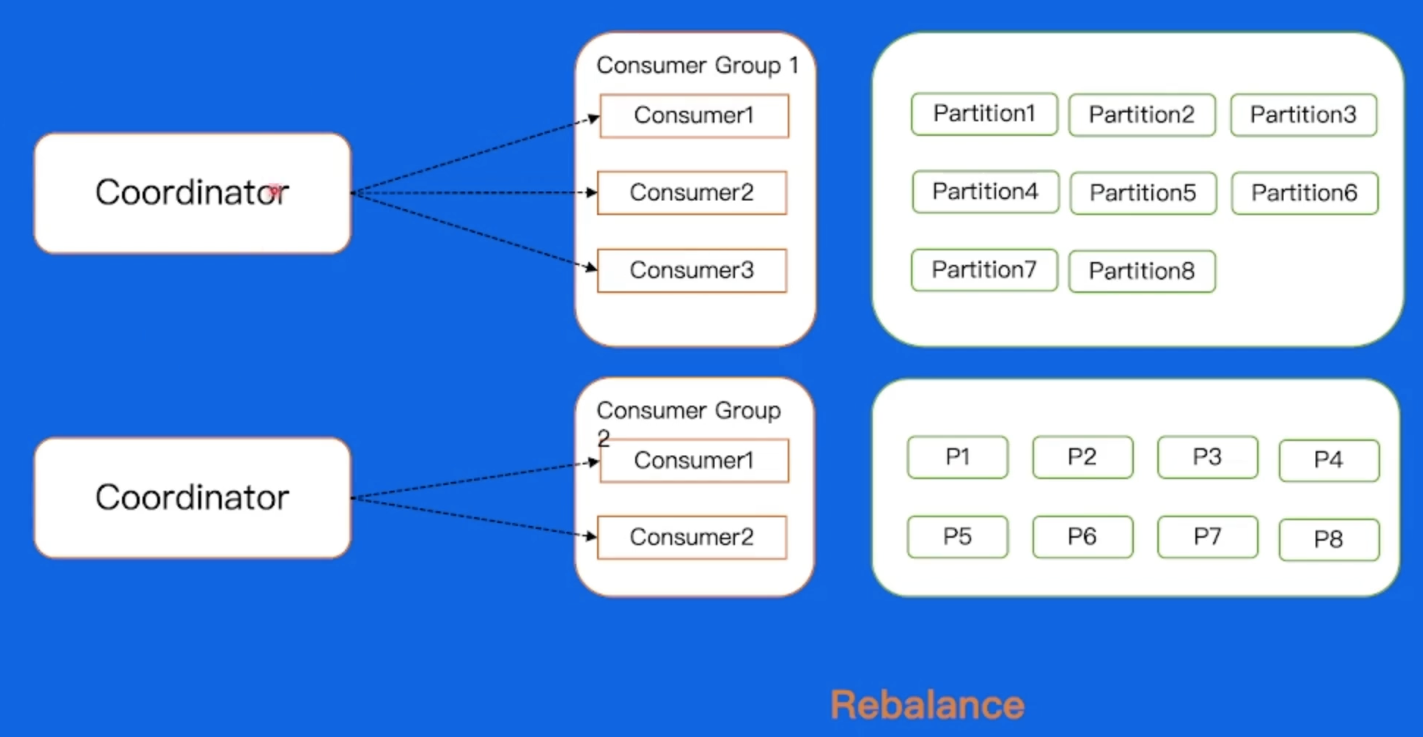 Coordinator
Consumer Group 1
Consumer1
Consumer2
Consumer3
Partition1 Partition2 Partition3
Partition4 Partition5 Partition6
Partition7 Partition8
Coordinator
Consumer Group
2
Consumer1
Consumer2
P1 P2 P3 P4
P5 P6 P7 P8
Rebalance